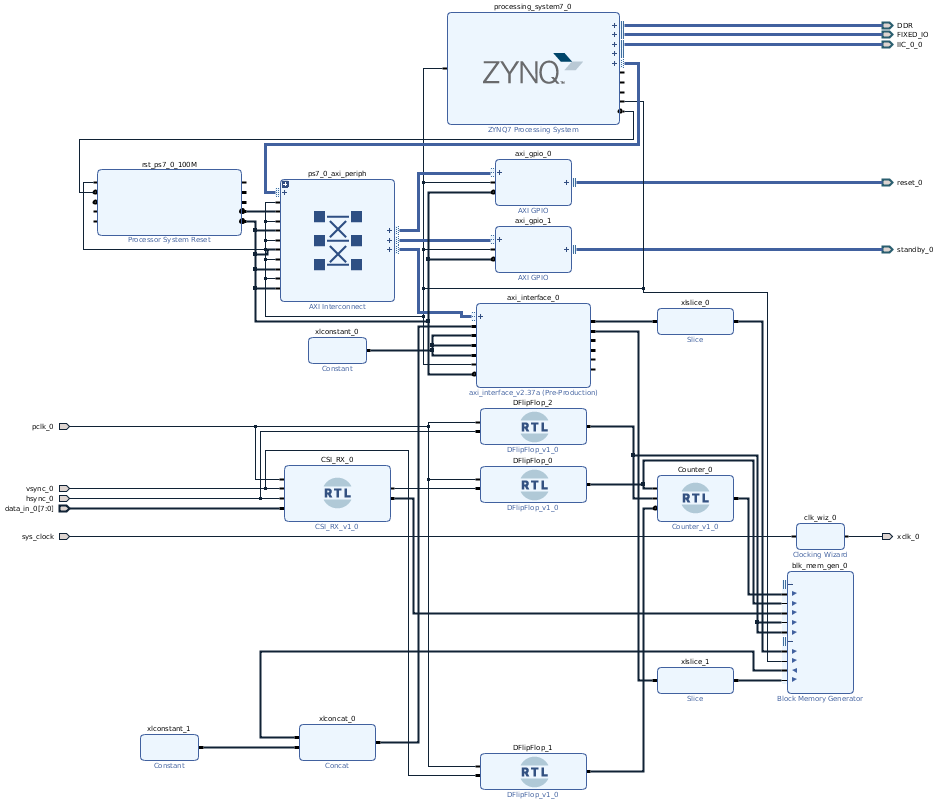 processing_system7_0
DDR
FIXED_IO
IIC_0_0
ZYNQ
ZYNQ7 Processing System
rst_ps7_0_100M
Processor System Reset
ps7_0_axi_periph
AXI Interconnect
axi_gpio_0
AXI GPIO
reset_0
axi_gpio_1
AXI GPIO
standby_0
axi_interface_0
axi_interface_v2.37a (Pre-Production)
xlslice_0
Slice
xlconstant_0
Constant
DFlipFlop_2
RTL
DFlipFlop_v1_0
pclk_0
CSI_RX_0
RTL
CSI_RX_v1_0
DFlipFlop_0
RTL
DFlipFlop_v1_0
Counter_0
RTL
Counter_v1_0
vsync_0
hsync_0
data_in_0[7:0]
sys_clock
clk_wiz_0
Clocking Wizard
xclk_0
blk_mem_gen_0
Block Memory Generator
xlslice_1
Slice
xlconstant_1
Constant
xlconcat_0
Concat
DFlipFlop_1
RTL
DFlipFlop_v1_0